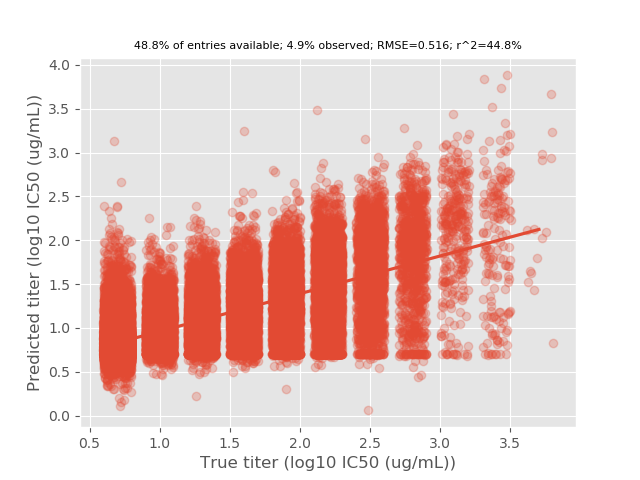 48.8% of entries available; 4.9% observed; RMSE=0.516; r^2=44.8%
4.0
3.5
3.0
2.5
2.0
1.5
1.0
0.5
0.0
Predicted titer (log10 IC50 (ug/mL))
0.5 1.0 1.5 2.0 2.5 3.0 3.5
True titer (log10 IC50 (ug/mL))